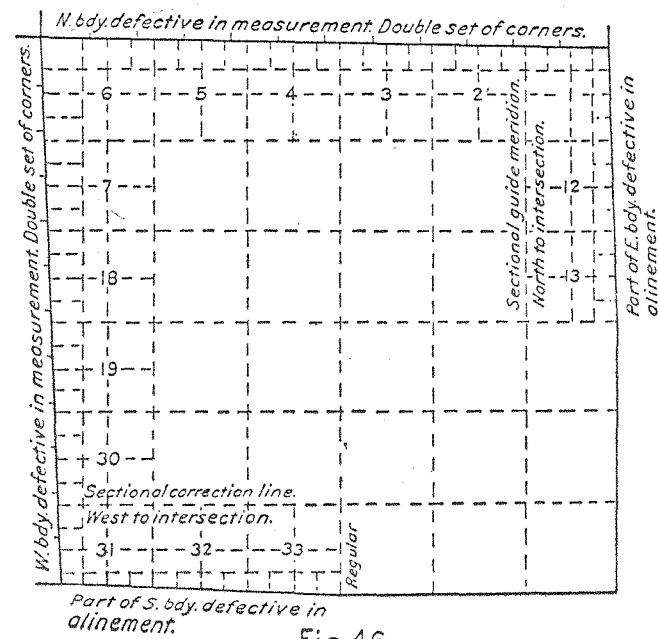 N. bdy. defective in measurement. Double set of corners.
W. bdy. defective in measurement. Double set of corners.
6 5 4 3 2
Sectional guide meridian.
North to intersection.
Part of E. bdy. defective in
alinement.
7
12
18
13
19
30
Sectional correction line.
West to intersection.
31 32 33
Regular
Part of S. bdy. defective in
alinement.
Fig. 46